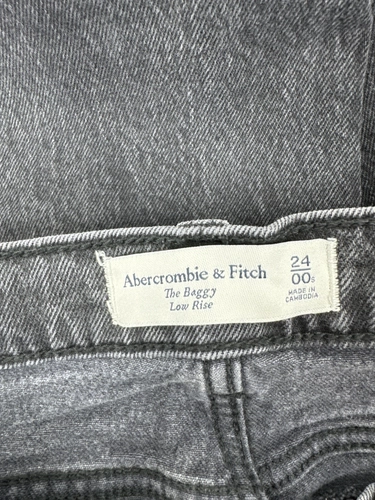 Abercrombie & Fitch
The Baggy
Low Rise
24
00S
MADE IN
CAMBODIA